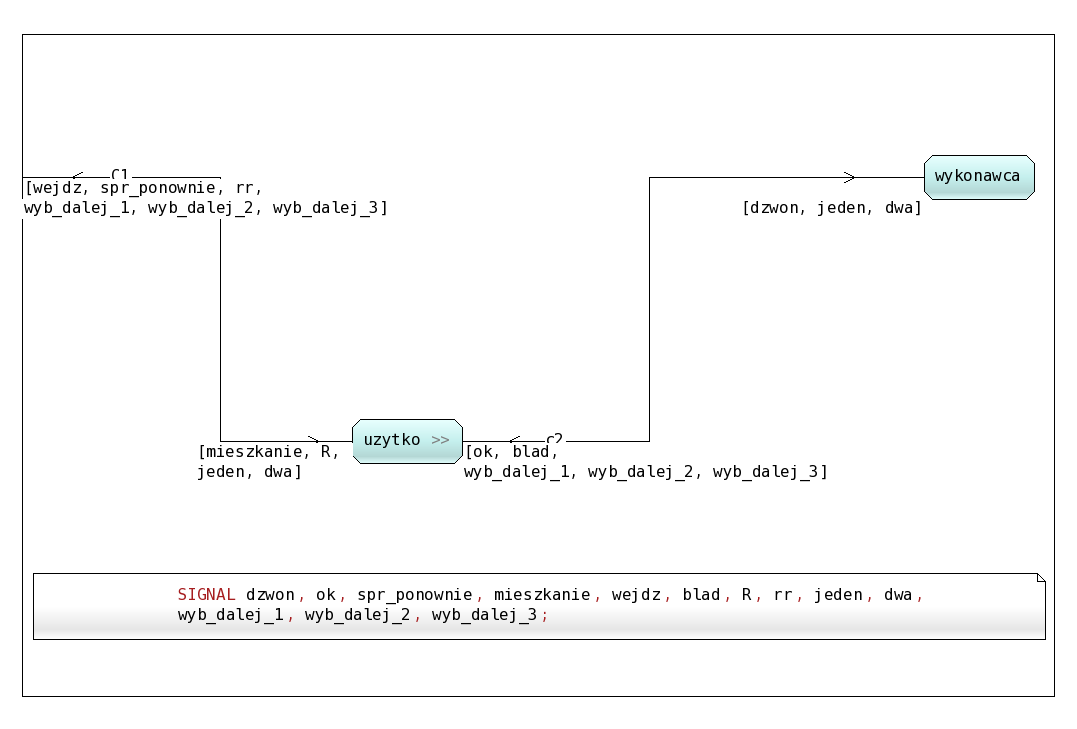 C1
[wejdz, spr_ponownie, rr,
wyb_dalej_1, wyb_dalej_2, wyb_dalej_3]
wykonawca
[dzwon, jeden, dwa]
uzytko >>
c2
[mieszkanie, R,
jeden, dwa]
[ok, blad,
wyb_dalej_1, wyb_dalej_2, wyb_dalej_3]
SIGNAL dzwon, ok, spr_ponownie, mieszkanie, wejdz, blad, R, rr, jeden, dwa,
wyb_dalej_1, wyb_dalej_2, wyb_dalej_3;